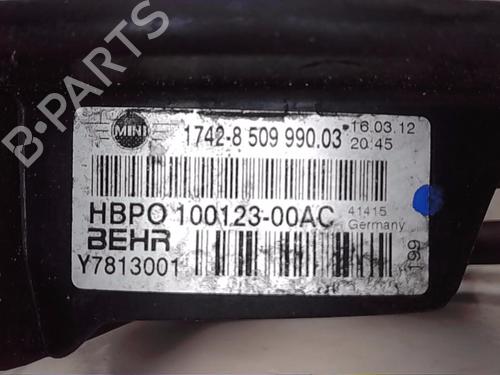 B-PARTS
MINI 1742-8 509 990.03 16.03.12
20:45
HBPO 100123-00AC 41415
Germany
BEHR
Y7813001
199